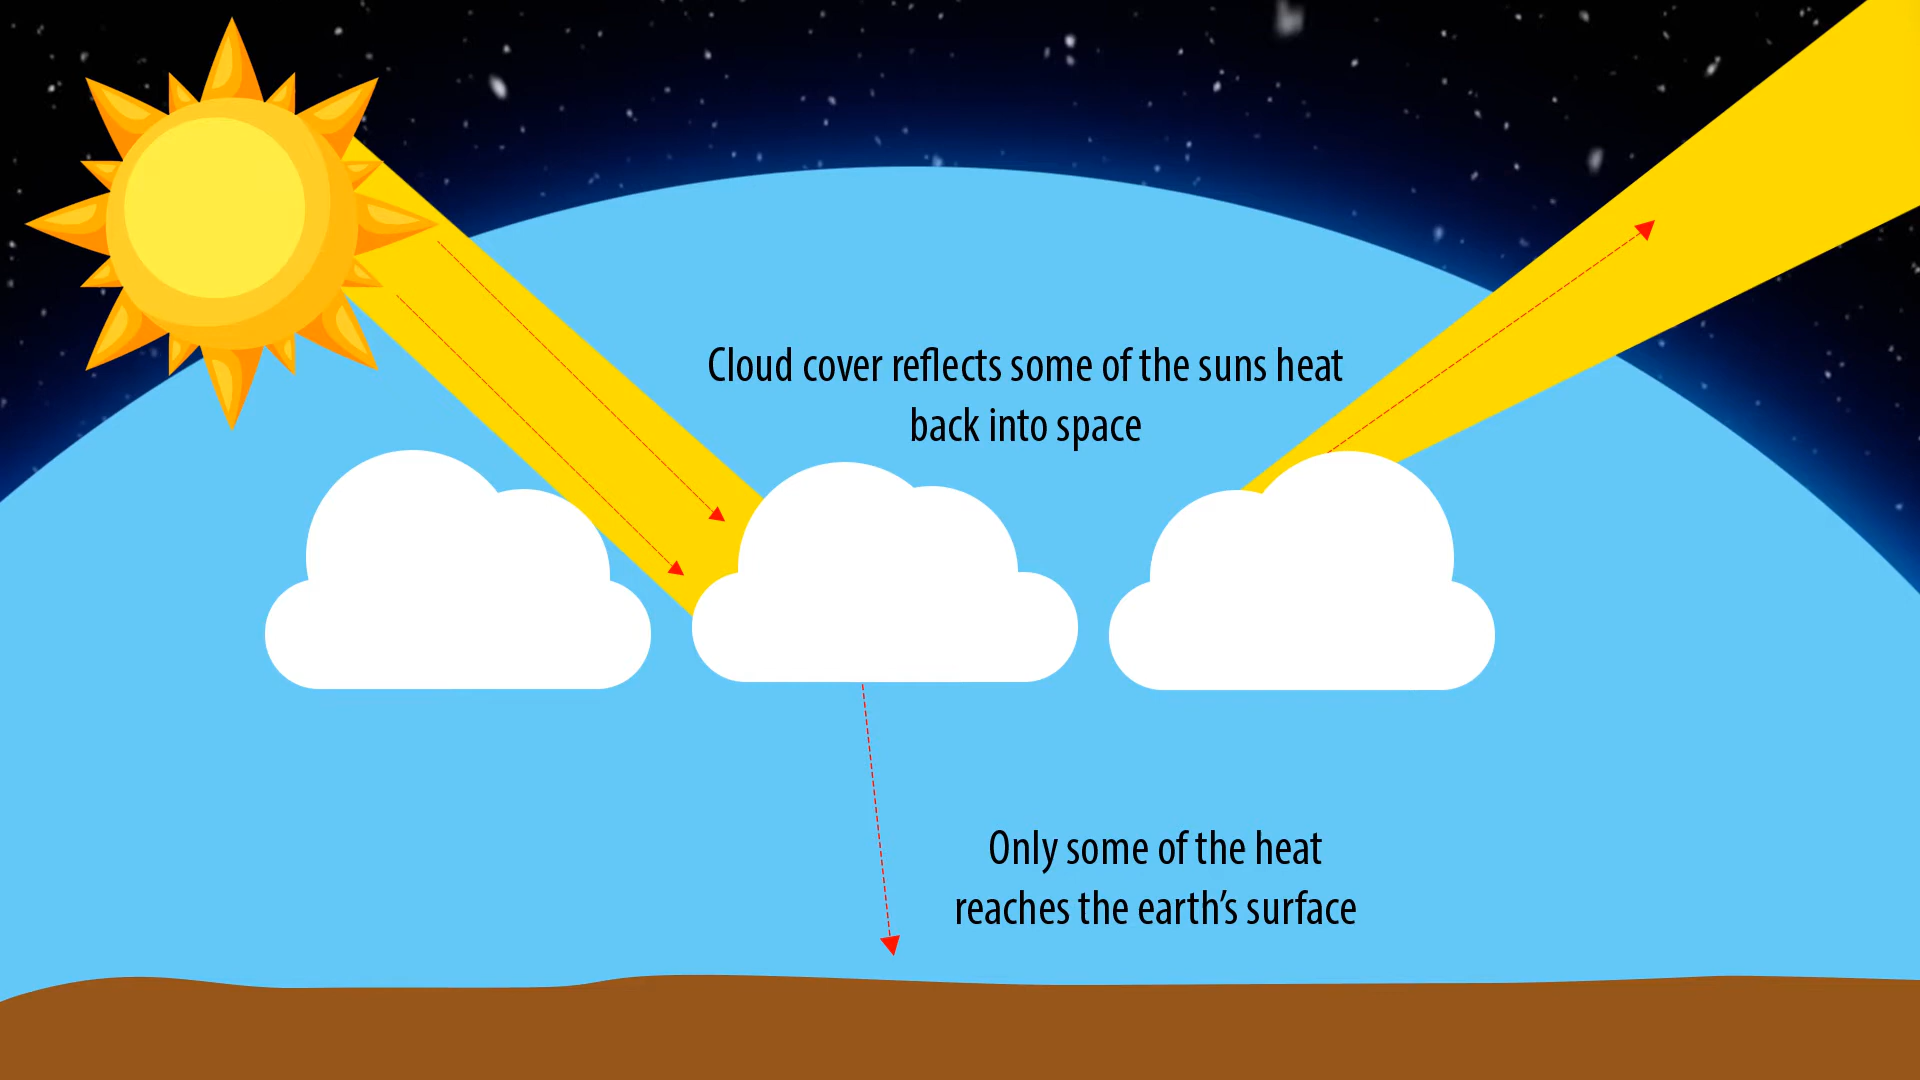 Cloud cover reflects some of the suns heat
back into space
Only some of the heat
reaches the earth’s surface